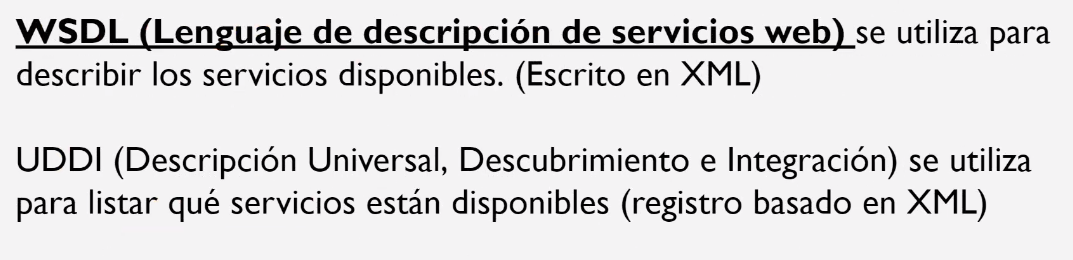 WSDL (Lenguaje de descripción de servicios web) se utiliza para
describir los servicios disponibles. (Escrito en XML)
UDDI (Descripción Universal, Descubrimiento e Integración) se utiliza
para listar qué servicios están disponibles (registro basado en XML)